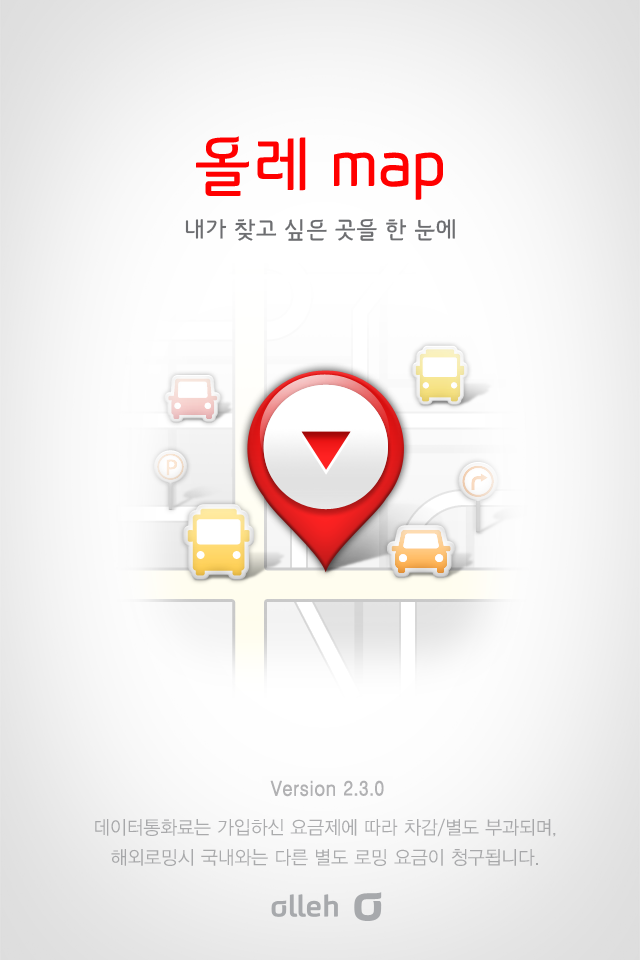 올레 map
내가 찾고 싶은 곳을 한 눈에
P
Version 2.3.0
데이터통화료는 가입하신 요금제에 따라 차감/별도 부과되며,
해외로밍시 국내와는 다른 별도 로밍 요금이 청구됩니다.
olleh